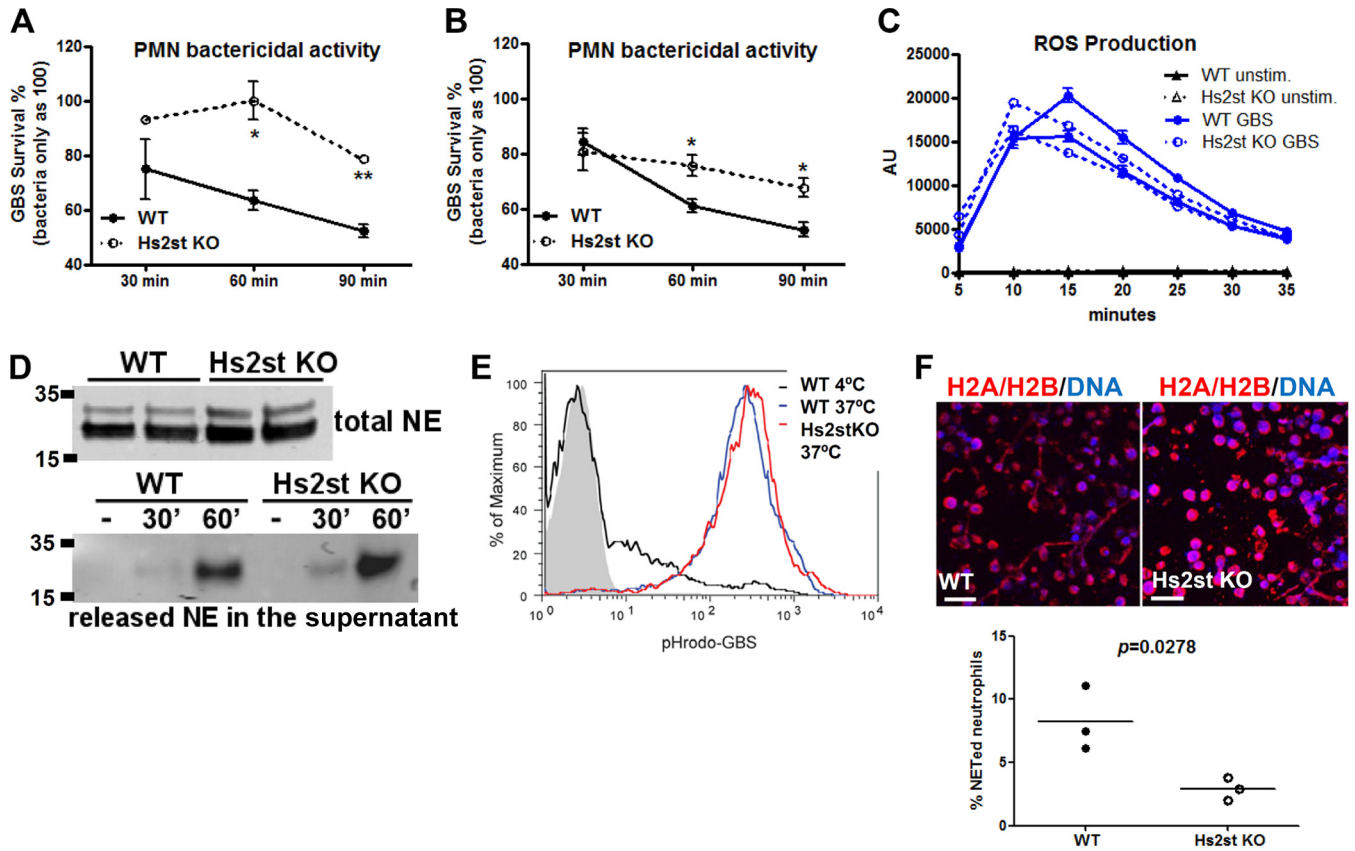 A
PMN bactericidal activity
GBS Survival %
(bacteria only as 100)
120
100
80
60
40
*
**
WT
Hs2st KO
30 min
60 min
90 min
B
PMN bactericidal activity
GBS Survival %
(bacteria only as 100)
120
100
80
60
40
*
*
WT
Hs2st KO
30 min
60 min
90 min
C
ROS Production
AU
25000
20000
15000
10000
5000
0
WT unstim.
Hs2st KO unstim.
WT GBS
Hs2st KO GBS
5
10
15
20
25
30
35
minutes
D
WT
Hs2st KO
35
15
total NE
WT
Hs2st KO
-
30'
60'
-
30'
60'
35
15
released NE in the supernatant
E
% of Maximum
100
80
60
40
20
0
WT 4ºC
WT 37ºC
Hs2stKO
37ºC
10^0
10^1
10^2
10^3
10^4
pHrodo-GBS
F
H2A/H2B/DNA
H2A/H2B/DNA
WT
Hs2st KO
% NETed neutrophils
15
10
5
0
p=0.0278
WT
Hs2st KO